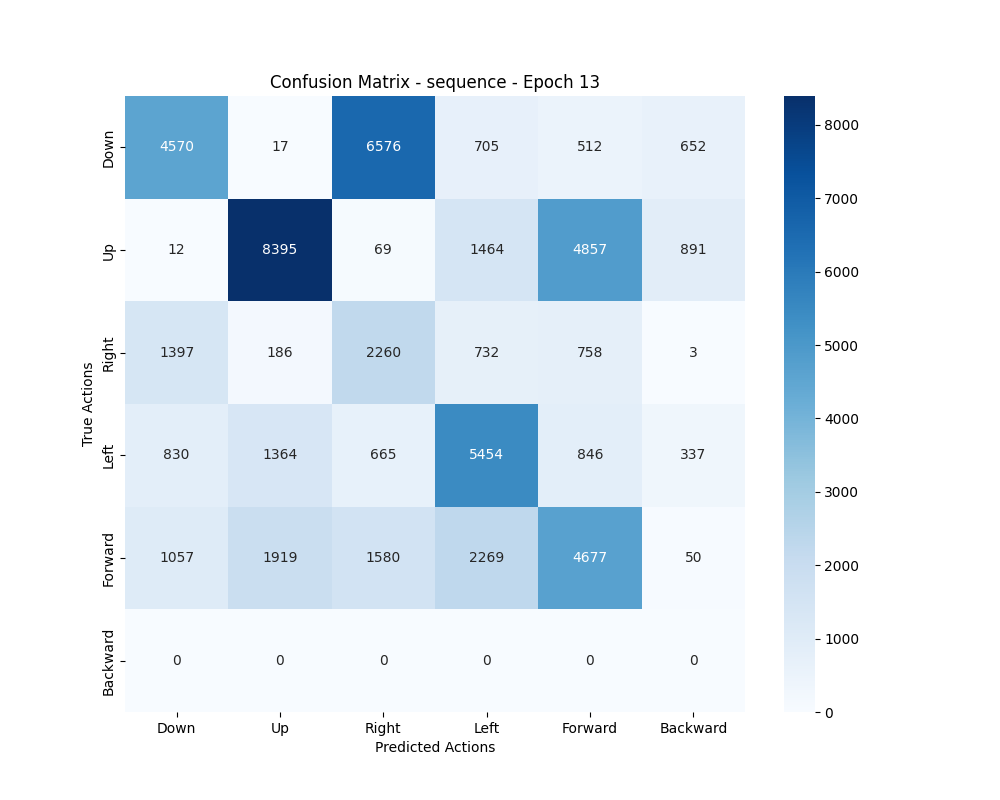 Confusion Matrix - sequence - Epoch 13
Down 4570 17 6576 705 512 652
Up 12 8395 69 1464 4857 891
Right 1397 186 2260 732 758 3
Left 830 1364 665 5454 846 337
Forward 1057 1919 1580 2269 4677 50
Backward 0 0 0 0 0 0
True Actions
Down Up Right Left Forward Backward
Predicted Actions
8000
7000
6000
5000
4000
3000
2000
1000
0